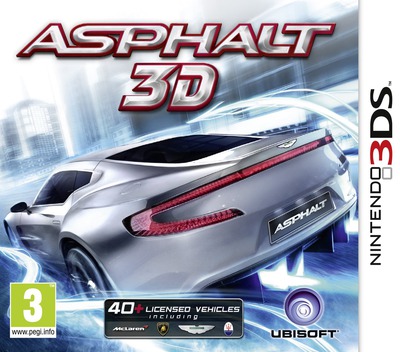 ASPHALT
3D
NINTENDO 3DS
ASPHALT
3
www.pegi.info
40+ LICENSED VEHICLES
including
McLaren
UBISOFT